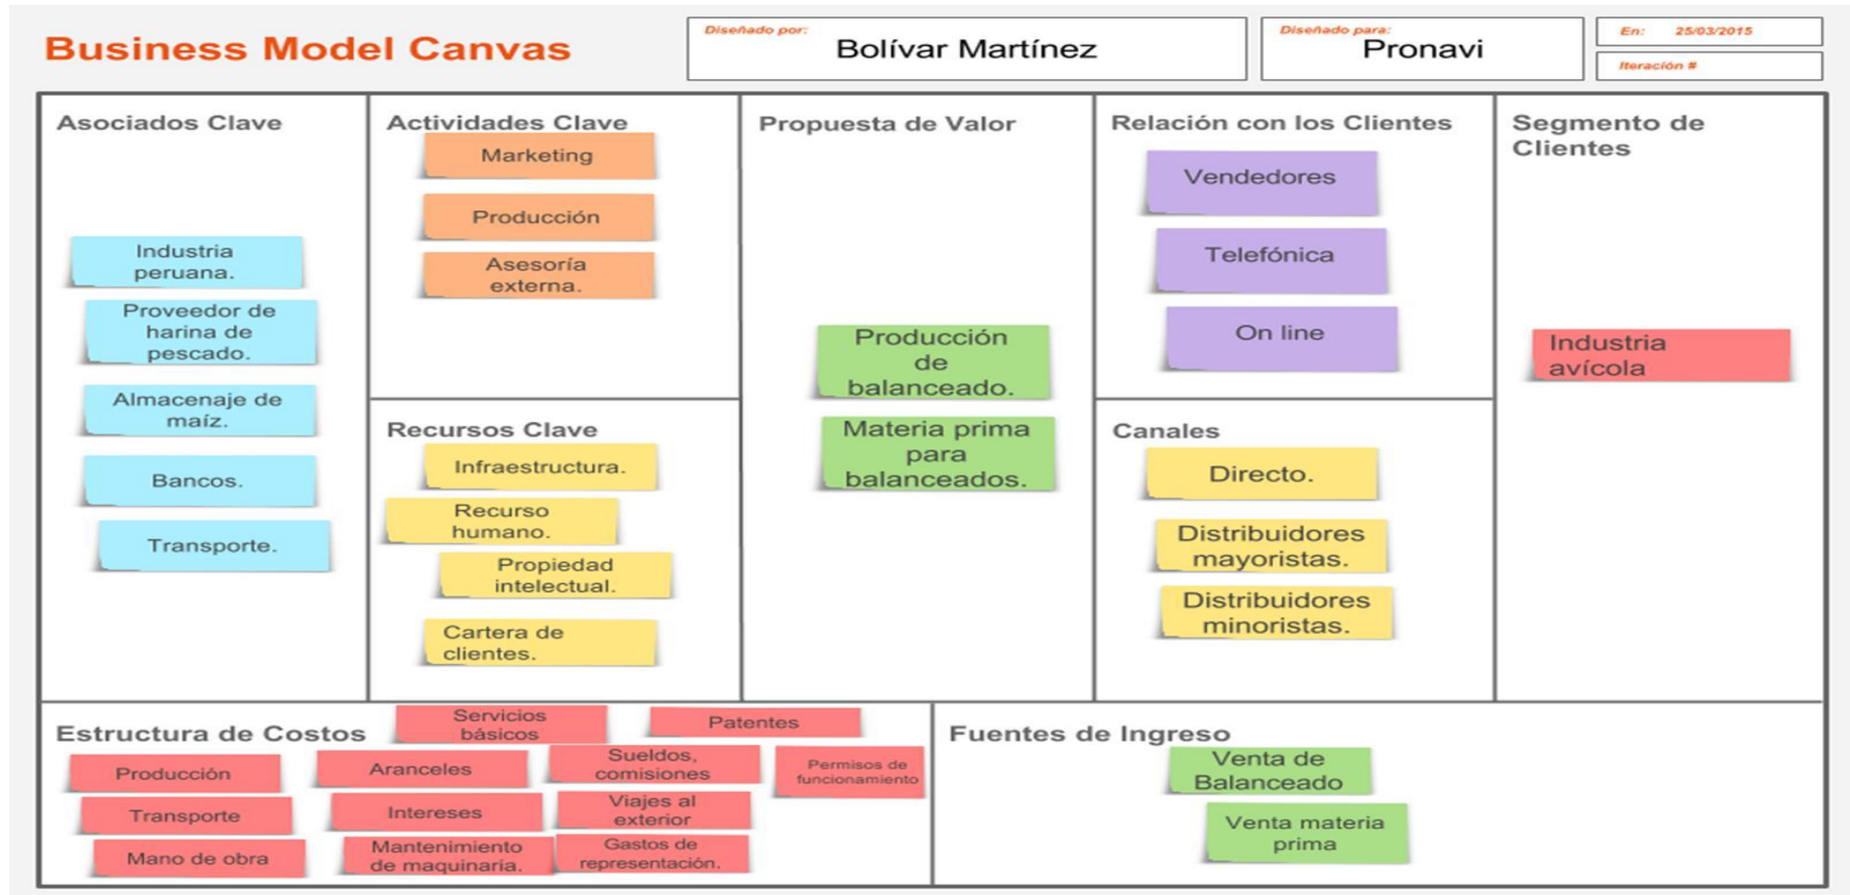 Business Model Canvas
Diseñado por:
Bolívar Martínez
Diseñado para:
Pronavi
En: 25/03/2015
Iteración #
Asociados Clave
Industria
peruana.
Proveedor de
harina de
pescado.
Almacenaje de
maíz.
Bancos.
Transporte.
Actividades Clave
Marketing
Producción
Asesoría
externa.
Recursos Clave
Infraestructura.
Recurso
humano.
Propiedad
intelectual.
Cartera de
clientes.
Propuesta de Valor
Producción
de
balanceado.
Materia prima
para
balanceados.
Relación con los Clientes
Vendedores
Telefónica
On line
Canales
Directo.
Distribuidores
mayoristas.
Distribuidores
minoristas.
Segmento de
Clientes
Industria
avícola
Estructura de Costos
Servicios
básicos
Patentes
Producción
Aranceles
Sueldos,
comisiones
Permisos de
funcionamiento
Transporte
Intereses
Viajes al
exterior
Mano de obra
Mantenimiento
de maquinaria.
Gastos de
representación.
Fuentes de Ingreso
Venta de
Balanceado
Venta materia
prima